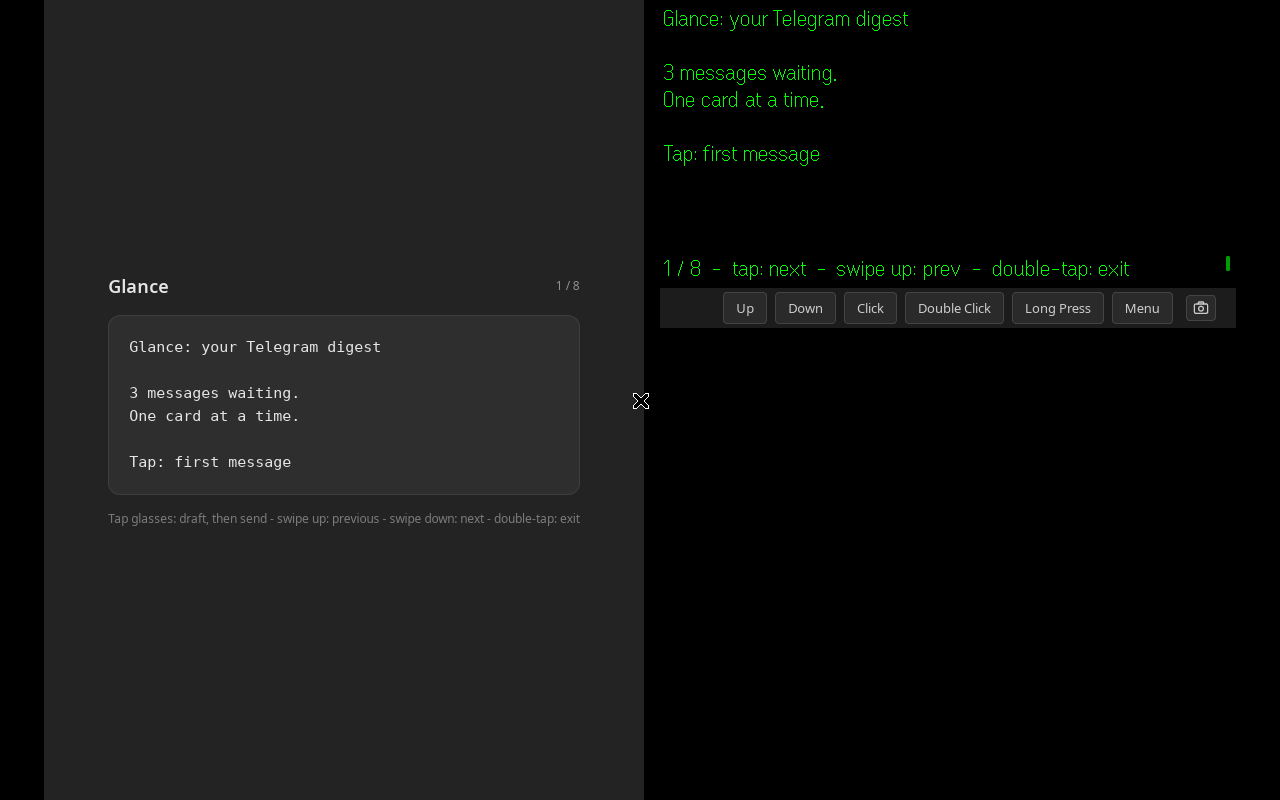 Glance
1 / 8
Glance: your Telegram digest
3 messages waiting.
One card at a time.
Tap: first message
Tap glasses: draft, then send - swipe up: previous - swipe down: next - double-tap: exit
Glance: your Telegram digest
3 messages waiting.
One card at a time.
Tap: first message
1 / 8 - tap: next - swipe up: prev - double-tap: exit
Up Down Click Double Click Long Press Menu